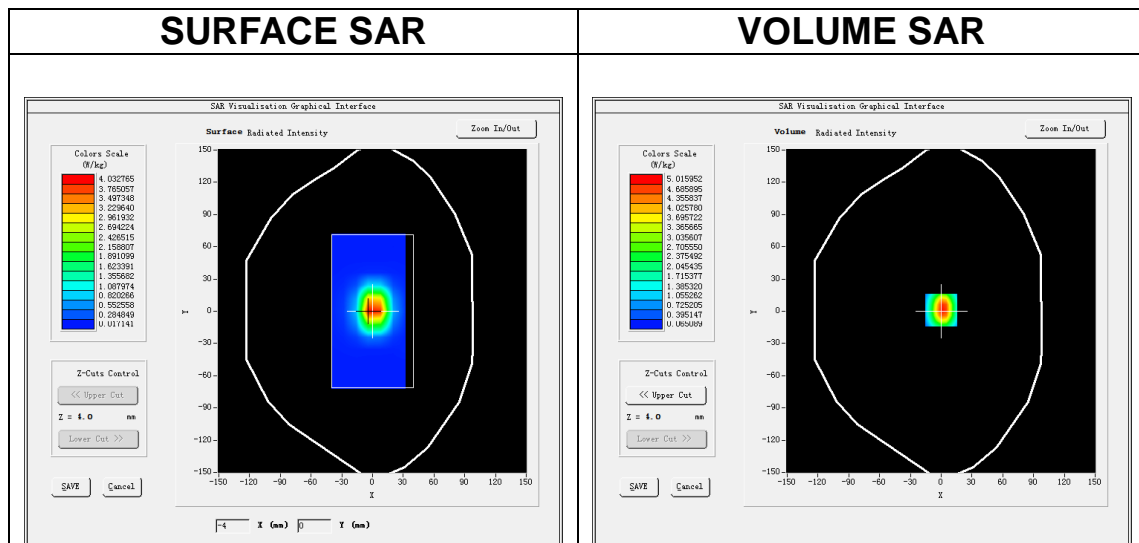 SURFACE SAR
VOLUME SAR
SAR Visualisation Graphical Interface
Surface Radiated Intensity
Zoom In/Out
Colors Scale
(W/kg)
4.032765
3.765057
3.497348
3.229640
2.961932
2.694224
2.426515
2.158807
1.891099
1.623391
1.355682
1.087974
0.820266
0.552558
0.284849
0.017141
Z-Cuts Control
<< Upper Cut
Z = 4.0 mm
Lower Cut >>
SAVE Cancel
150
120
90
60
30
0
-30
-60
-90
-120
-150
Y
-150 -120 -90 -60 -30 0 30 60 90 120 150
X
-4 X (mm) 0 Y (mm)
SAR Visualisation Graphical Interface
Volume Radiated Intensity
Zoom In/Out
Colors Scale
(W/kg)
5.015952
4.685895
4.355837
4.025780
3.695722
3.365665
3.035607
2.705550
2.375492
2.045435
1.715377
1.385320
1.055262
0.725205
0.395147
0.065089
Z-Cuts Control
<< Upper Cut
Z = 4.0 mm
Lower Cut >>
SAVE Cancel
150
120
90
60
30
0
-30
-60
-90
-120
-150
Y
-150 -120 -90 -60 -30 0 30 60 90 120 150
X